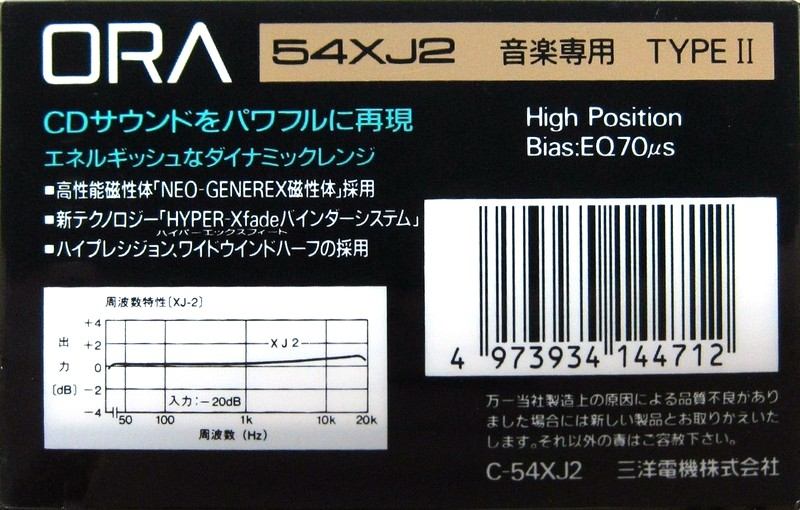 ORA
54XJ2 音楽専用 TYPE II
CDサウンドをパワフルに再現
エネルギッシュなダイナミックレンジ
■高性能磁性体「NEO-GENEREX磁性体」採用
■新テクノロジー「HYPER-Xfadeバインダーシステム」
ハイパーエックスフィート
■ハイプレシジョン、ワイドウインドハーフの採用
High Position
Bias:EQ70μs
周波数特性〔XJ-2〕
出力〔dB〕
+4
+2
0
-2
-4
XJ2
入力:-20dB
50 100 1k 10k 20k
周波数 (Hz)
4 973934 144712
万一当社製造上の原因による品質不良があり
ました場合には新しい製品とお取りかえいた
します。それ以外の責はご容赦下さい。
C-54XJ2 三洋電機株式会社